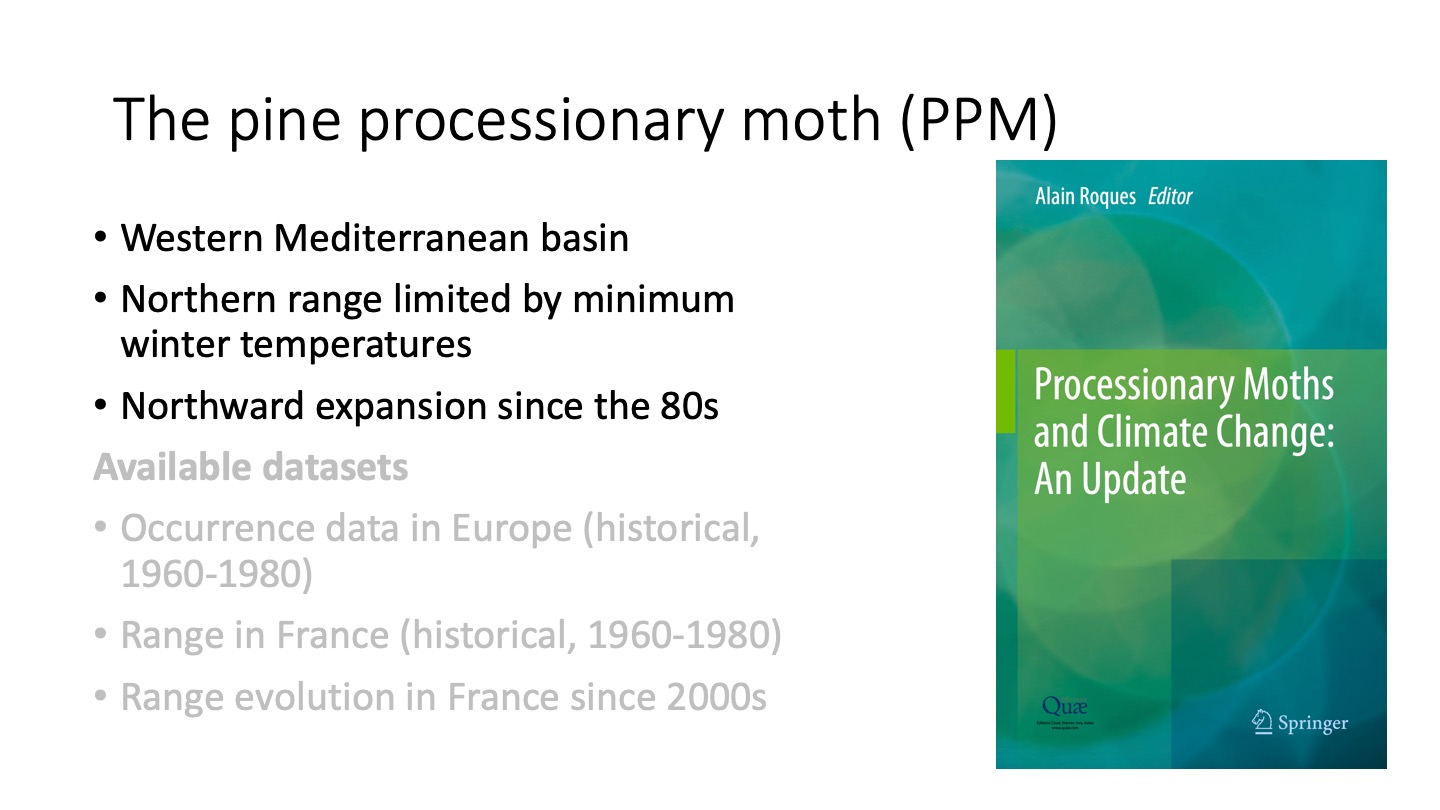 The pine processionary moth (PPM)
• Western Mediterranean basin
• Northern range limited by minimum
winter temperatures
• Northward expansion since the 80s
Available datasets
• Occurrence data in Europe (historical,
1960-1980)
• Range in France (historical, 1960-1980)
• Range evolution in France since 2000s
Alain Roques Editor
Processionary Moths
and Climate Change:
An Update
Quæ
Springer